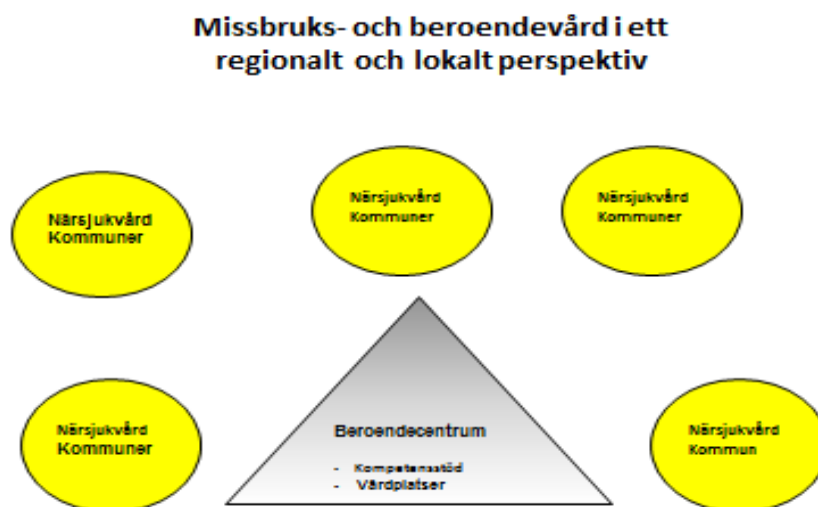 Missbruks- och beroendevård i ett
regionalt och lokalt perspektiv
Närsjukvård
Kommuner
Närsjukvård
Kommuner
Närsjukvård
Kommuner
Närsjukvård
Kommuner
Beroendecentrum
- Kompetensstöd
- Vårdplatser
Närsjukvård
Kommun